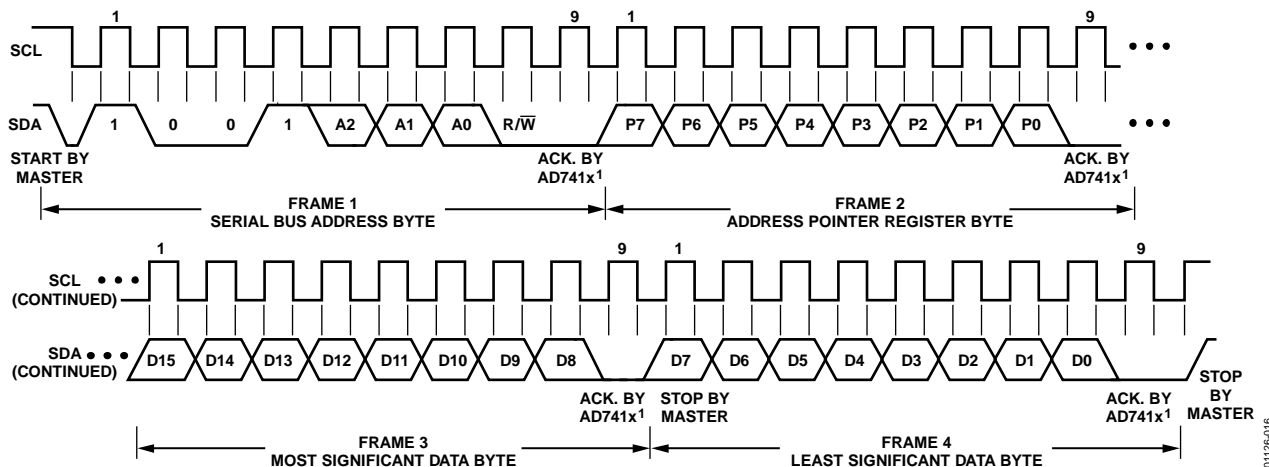 1 9 1 9
SCL
SDA 1 0 0 1 A2 A1 A0 R/W̅ P7 P6 P5 P4 P3 P2 P1 P0
START BY MASTER
ACK. BY AD741x¹
ACK. BY AD741x¹
FRAME 1
SERIAL BUS ADDRESS BYTE
FRAME 2
ADDRESS POINTER REGISTER BYTE
1 9 1 9
SCL (CONTINUED)
SDA (CONTINUED) D15 D14 D13 D12 D11 D10 D9 D8 D7 D6 D5 D4 D3 D2 D1 D0
ACK. BY AD741x¹
STOP BY MASTER
ACK. BY AD741x¹
STOP BY MASTER
FRAME 3
MOST SIGNIFICANT DATA BYTE
FRAME 4
LEAST SIGNIFICANT DATA BYTE
01126-016